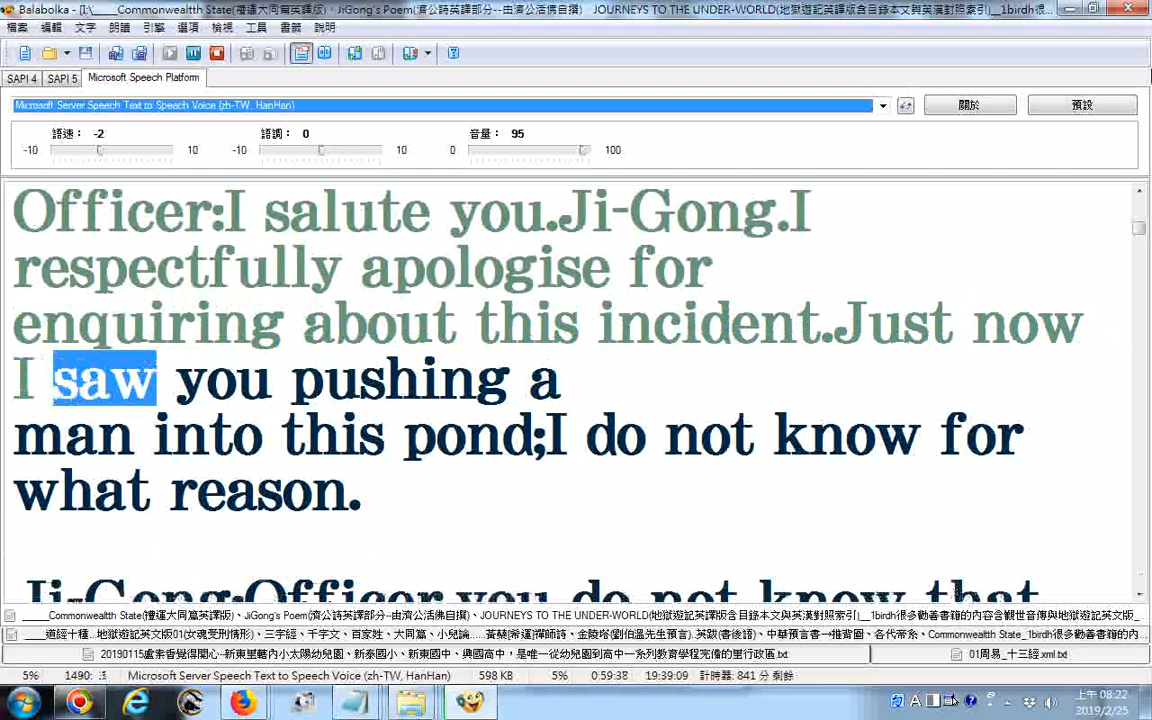 Balabolka - [I:\_____Commonwealtth State(禮運大同篇英譯版)、JiGong's Poem(濟公詩英譯部分--由濟公活佛自撰) 、JOURNEYS TO THE UNDER-WORLD(地獄遊記英譯版含目錄本文與英漢對照索引)__1birdh很...
檔案 編輯 文字 朗讀 引擎 選項 檢視 工具 書籤 說明
SAPI 4 SAPI 5 Microsoft Speech Platform
Microsoft Server Speech Text to Speech Voice (zh-TW, HanHan)
關於 預設
語速： -2 語調： 0 音量： 95
-10 10 -10 10 0 100
Officer:I salute you.Ji-Gong.I
respectfully apologise for
enquiring about this incident.Just now
I saw you pushing a
man into this pond;I do not know for
what reason.
Ji-Gong:Officer,you do not know that
_____Commonwealtth State(禮運大同篇英譯版)、JiGong's Poem(濟公詩英譯部分--由濟公活佛自撰)、JOURNEYS TO THE UNDER-WORLD(地獄遊記英譯版含目錄本文與英漢對照索引)__1birdh很多勸善書籍的內容含觀世音傳與地獄遊記英文版_
道經十種...地獄遊記英文版01(女魂受刑情形)、三字經、千字文、百家姓、大同篇、小兒論......黃蘗[希運]禪師詩、金陵塔(劉伯溫先生預言)、中華預言書—推背圖、各代帝系、Commonwealth State_1birdh很多勸善書籍的內...
20190115盧素香覺得開心--新東里轄內小太陽幼兒園、新泰國小、新東國中、興國高中，是唯一從幼兒園到高中一系列教育學程完備的里行政區.txt 01周易_十三經.xml.txt
5% 1490: Microsoft Server Speech Text to Speech Voice (zh-TW, HanHan) 598 KB 5% 0:59:38 19:39:09 計時器: 841 分 剩餘
上午 08:22
2019/2/25